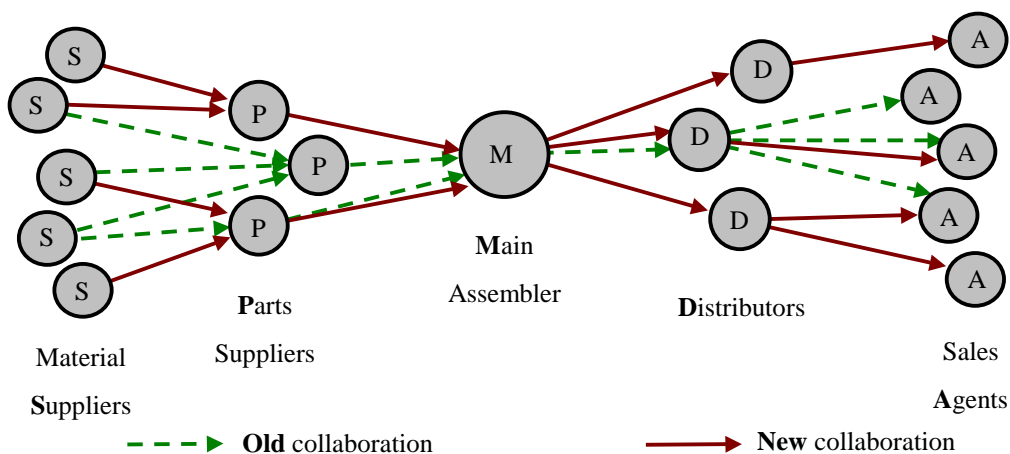 S
S
S
S
S
P
P
P
M
D
D
D
A
A
A
A
A
Main
Assembler
Parts
Suppliers
Distributors
Material
Suppliers
Sales
Agents
Old collaboration
New collaboration